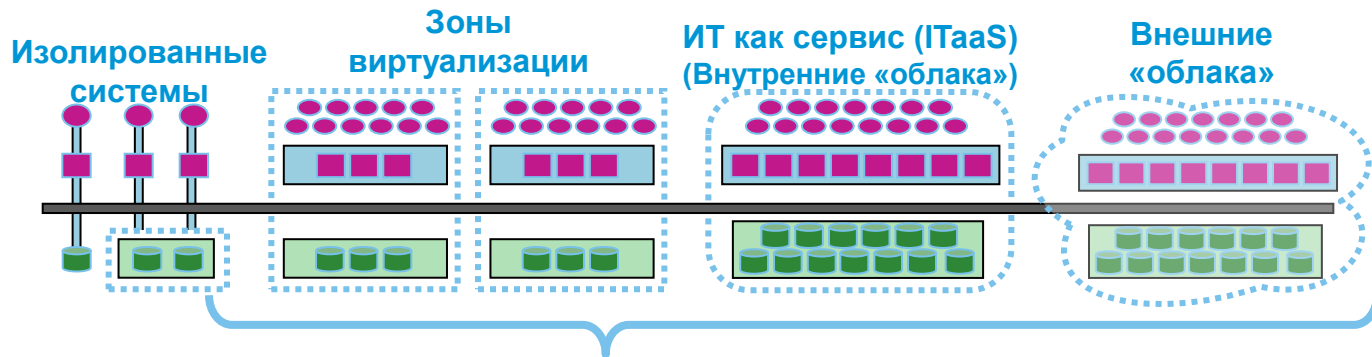 Изолированные
системы
Зоны
виртуализации
ИТ как сервис (ITaaS)
(Внутренние «облака»)
Внешние
«облака»